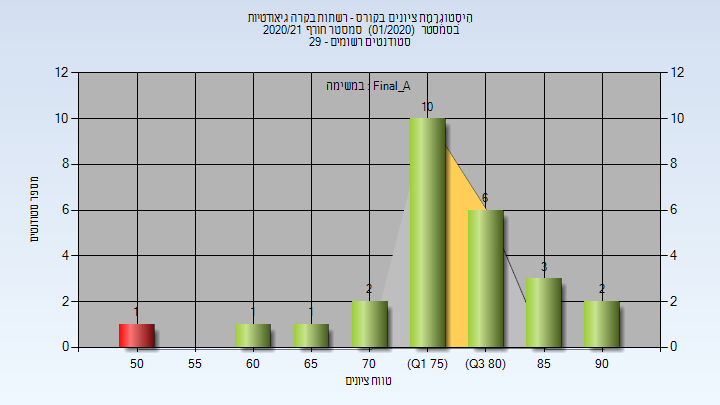 היסטוגרמת ציונים בקורס - רשתות בקרה גיאודטיות
בסמסטר (01/2020) סמסטר חורף 2020/21
סטודנטים רשומים - 29
במשימה : Final_A
מספר סטודנטים
12 12
10 10
8 8
6 6
4 4
2 2
0 0
1 1 1 2 10 6 3 2
50 55 60 65 70 (Q1 75) (Q3 80) 85 90
טווח ציונים